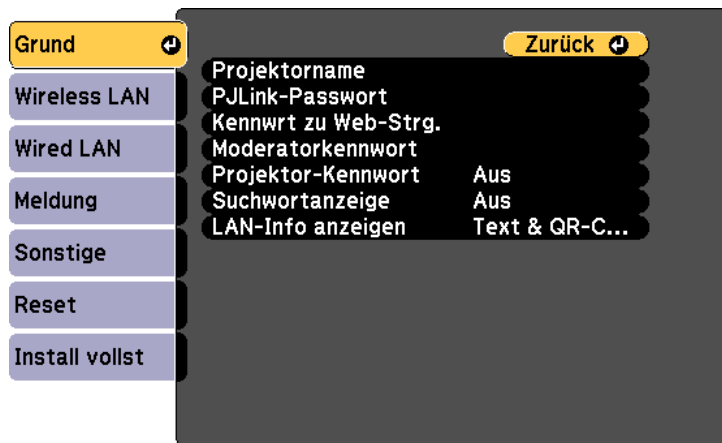 Grund
Wireless LAN
Wired LAN
Meldung
Sonstige
Reset
Install vollst
Zurück
Projektorname
PJLink-Passwort
Kennwrt zu Web-Strg.
Moderatorkennwort
Projektor-Kennwort Aus
Suchwortanzeige Aus
LAN-Info anzeigen Text & QR-C...